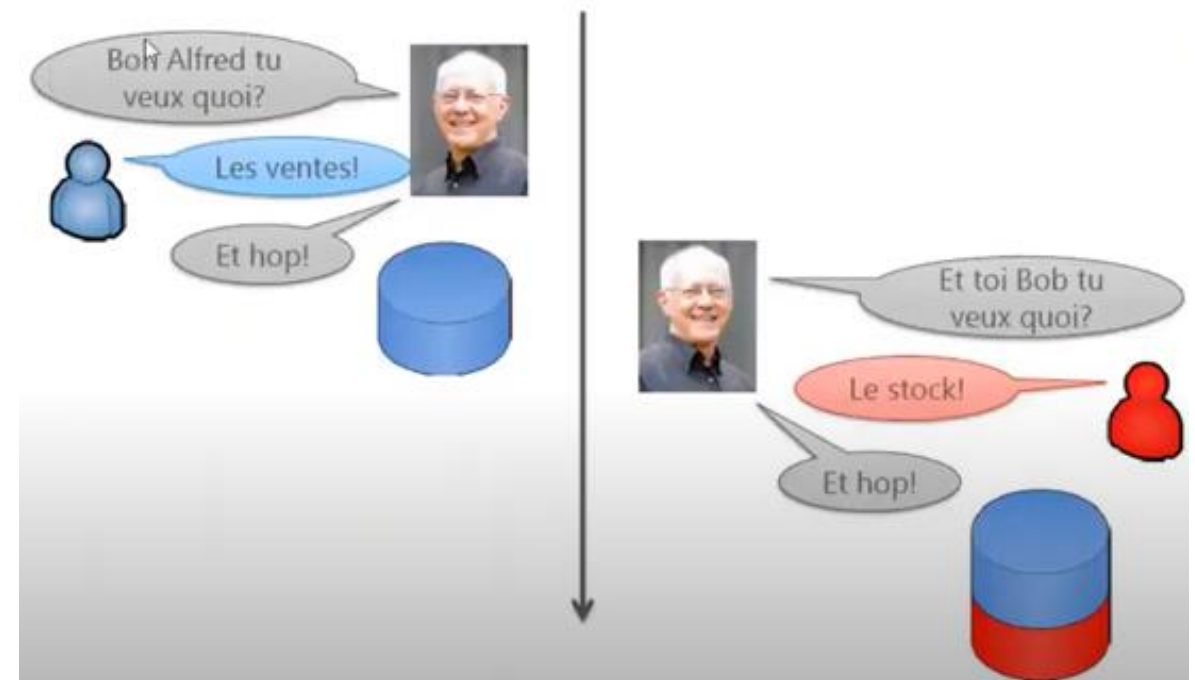 Bon Alfred tu
veux quoi?
Les ventes!
Et hop!
Et toi Bob tu
veux quoi?
Le stock!
Et hop!